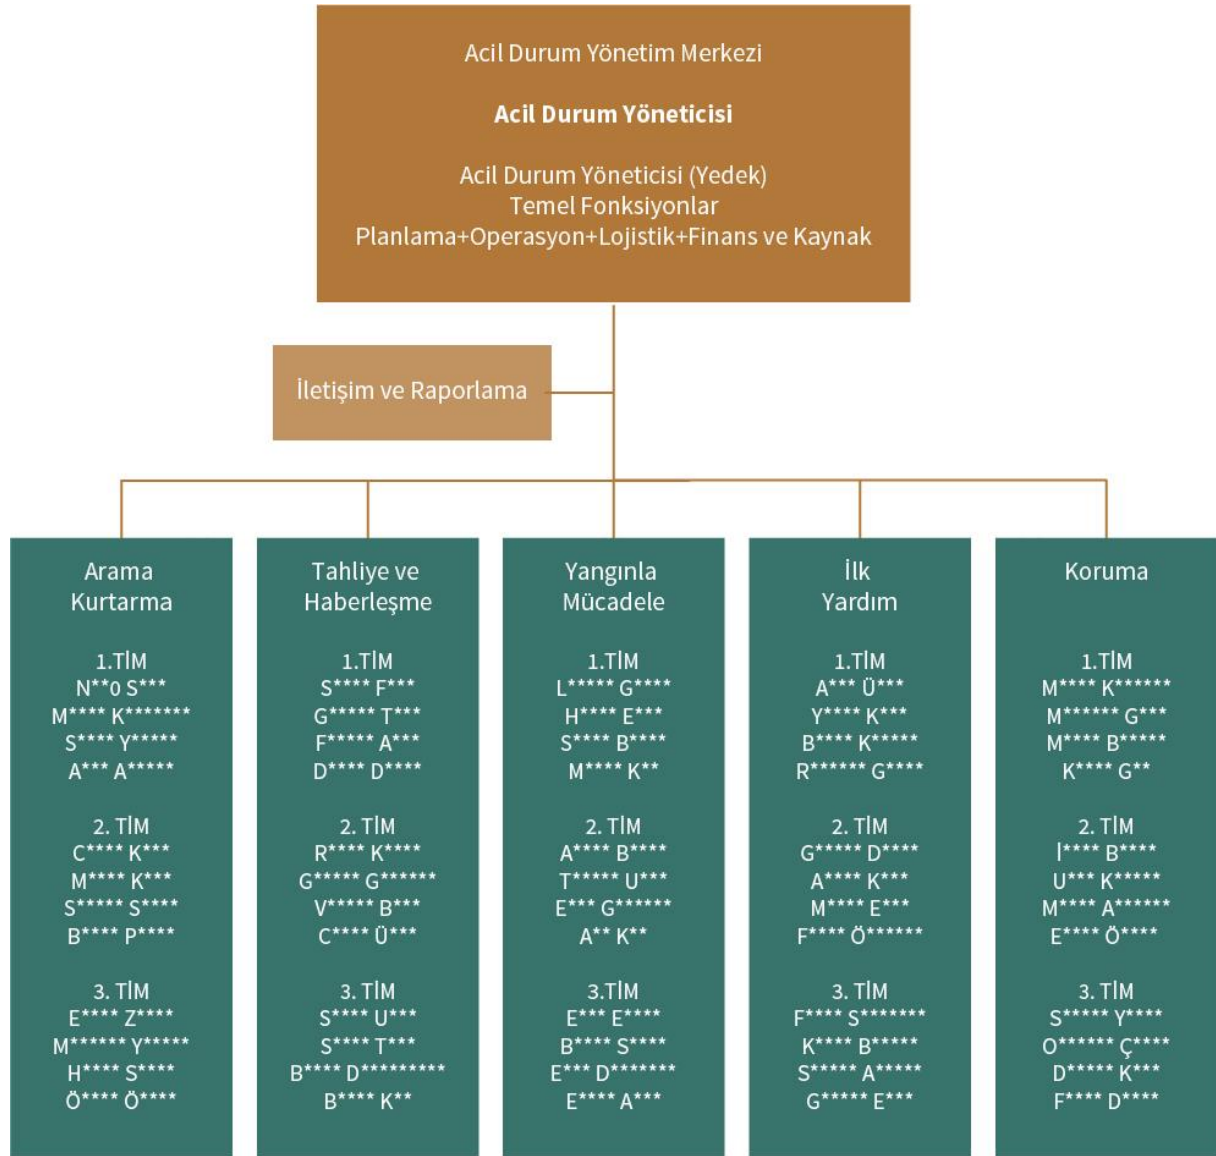 Acil Durum Yönetim Merkezi
Acil Durum Yöneticisi
Acil Durum Yöneticisi (Yedek)
Temel Fonksiyonlar
Planlama+Operasyon+Lojistik+Finans ve Kaynak
İletişim ve Raporlama
Arama
Kurtarma
1.TİM
N**0 S***
M**** K*******
S**** Y*****
A*** A*****
2. TİM
C**** K***
M**** K***
S***** S****
B**** P****
3. TİM
E**** Z****
M****** Y*****
H**** S****
Ö**** Ö****
Tahliye ve
Haberleşme
1.TİM
S**** F***
G***** T***
F***** A***
D**** D****
2. TİM
R**** K****
G***** G******
V***** B***
C**** Ü***
3. TİM
S**** U***
S**** T***
B**** D*********
B**** K**
Yangınla
Mücadele
1.TİM
L***** G****
H**** E***
S**** B****
M**** K**
2. TİM
A**** B****
T***** U***
E*** G******
A** K**
3.TİM
E*** E****
B**** S****
E*** D*******
E**** A***
İlk
Yardım
1.TİM
A*** Ü***
Y**** K***
B**** K*****
R****** G****
2. TİM
G***** D****
A**** K***
M**** E***
F**** Ö******
3. TİM
F**** S*******
K**** B*****
S***** A*****
G***** E***
Koruma
1.TİM
M**** K******
M****** G***
M**** B*****
K**** G**
2. TİM
İ**** B****
U*** K*****
M**** A******
E**** Ö****
3. TİM
S***** Y****
O****** Ç****
D***** K***
F**** D****